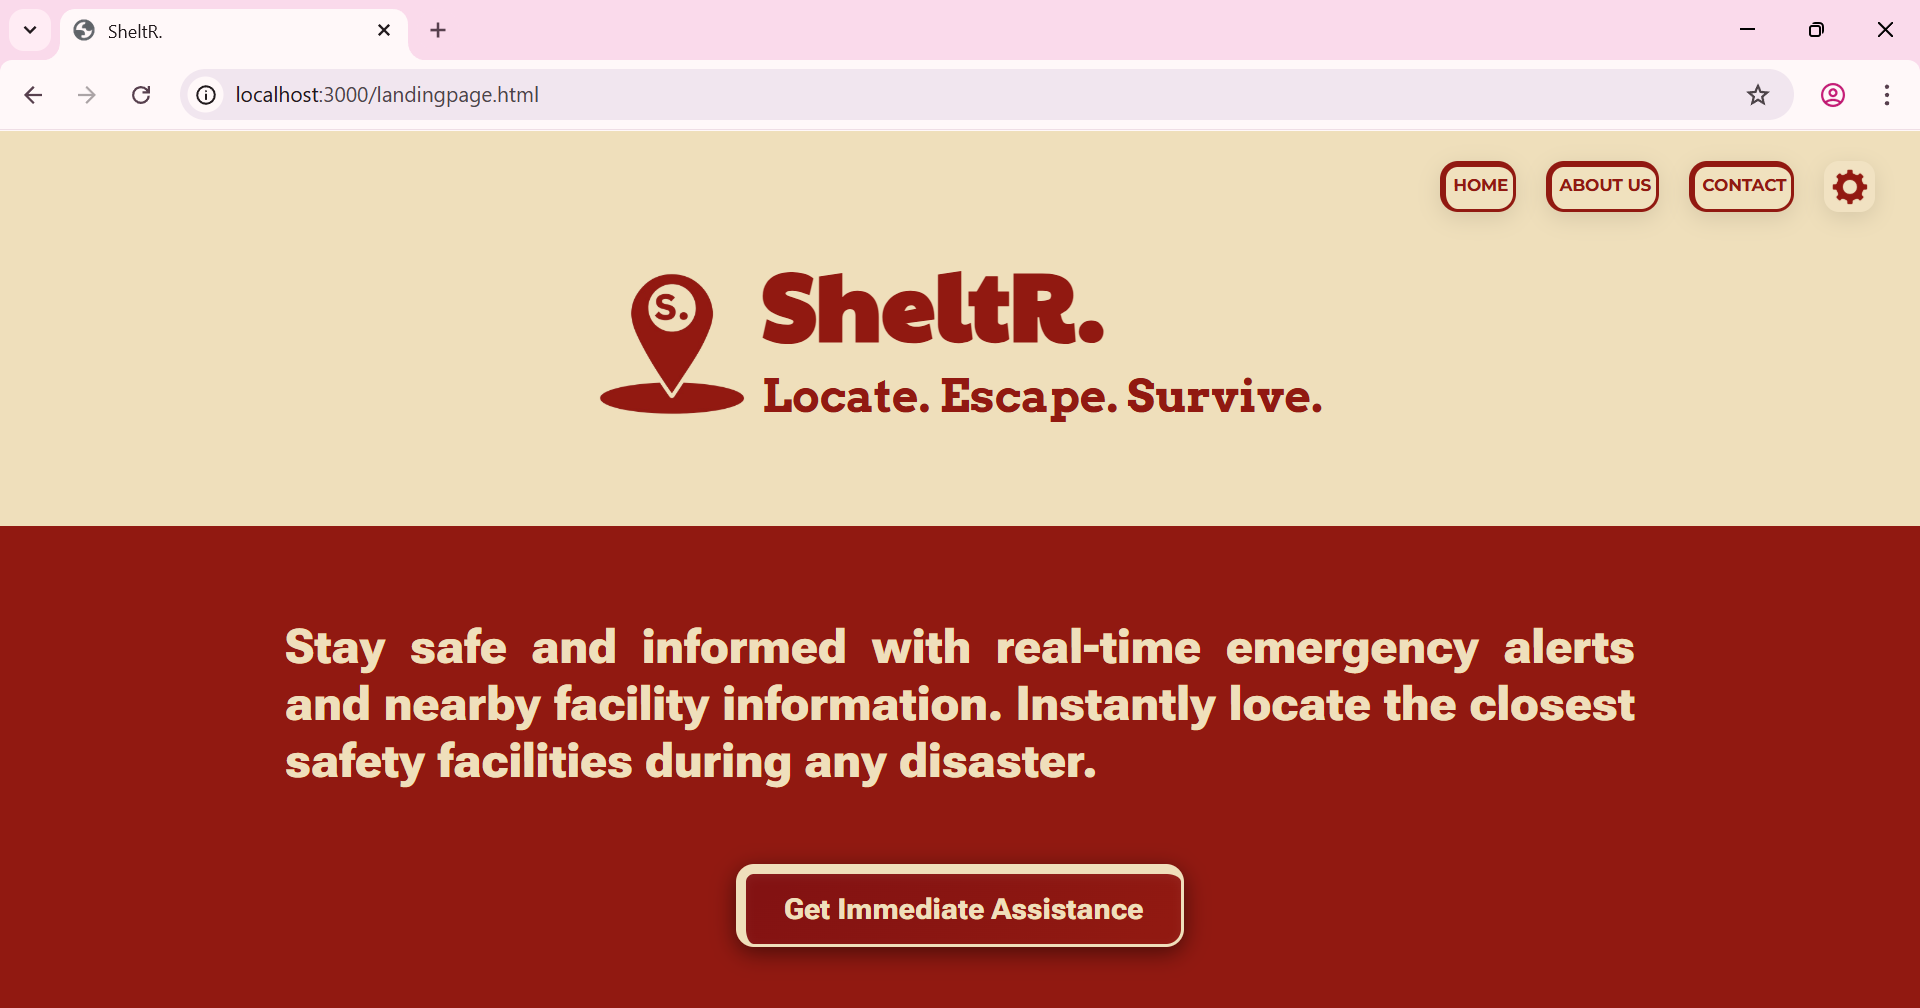 SheltR.
localhost:3000/landingpage.html
HOME ABOUT US CONTACT
S.
SheltR.
Locate. Escape. Survive.
Stay safe and informed with real-time emergency alerts
and nearby facility information. Instantly locate the closest
safety facilities during any disaster.
Get Immediate Assistance